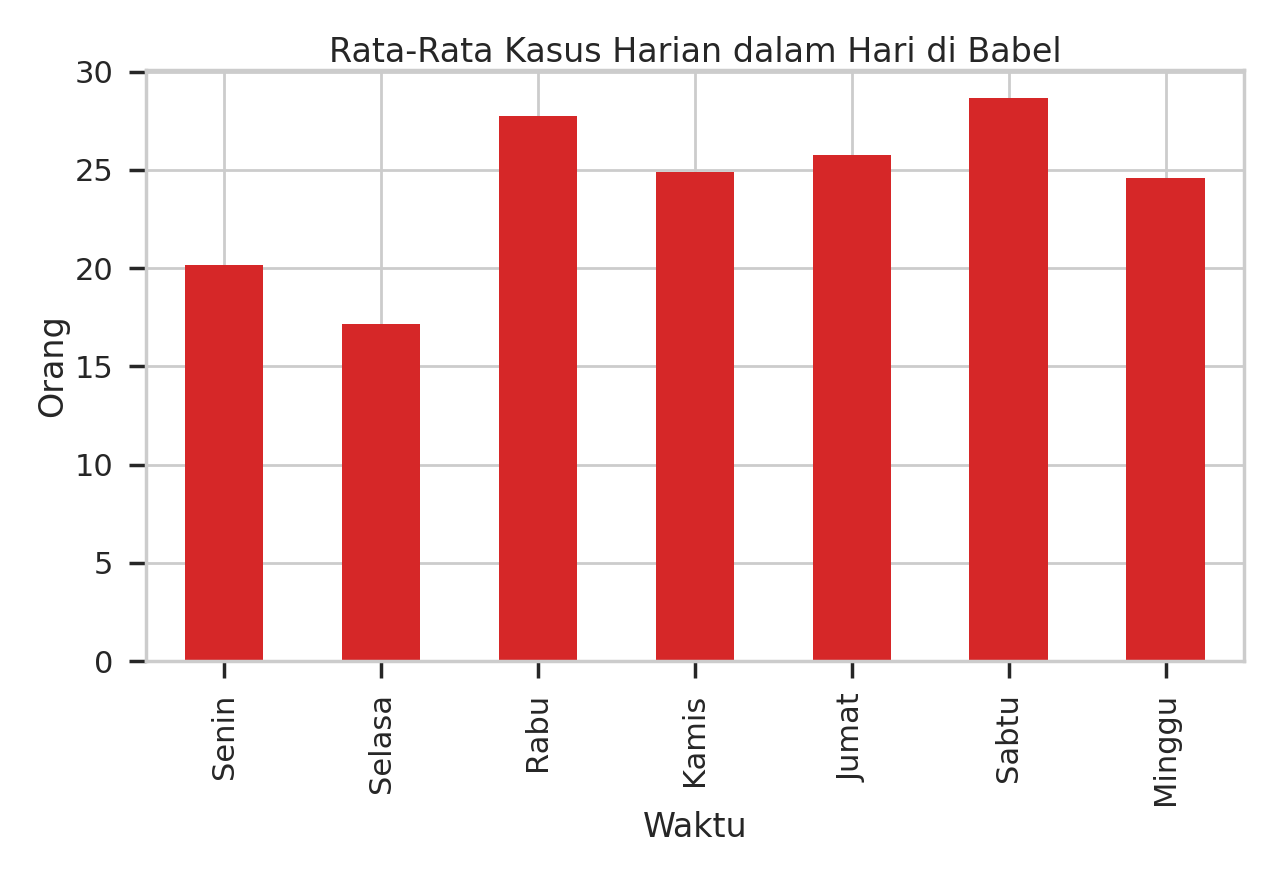 Rata-Rata Kasus Harian dalam Hari di Babel
30
25
20
15
10
5
0
Orang
Senin
Selasa
Rabu
Kamis
Jumat
Sabtu
Minggu
Waktu